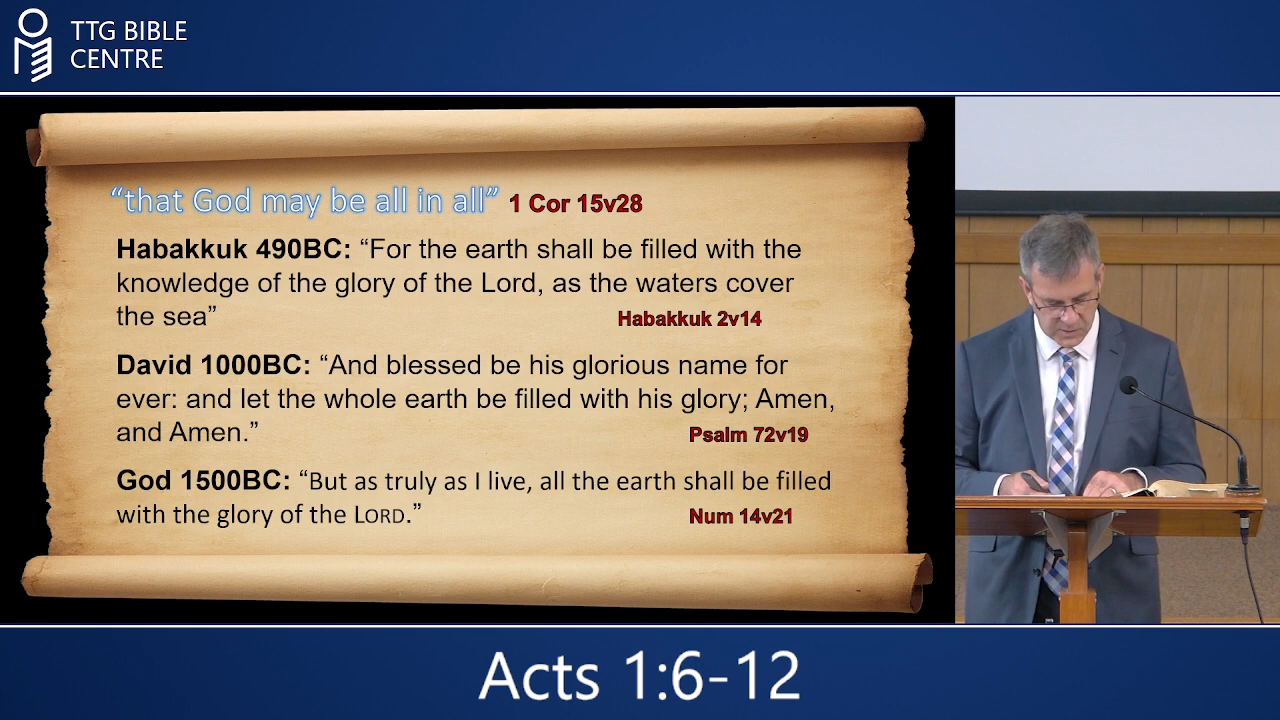 TTG BIBLE
CENTRE
“that God may be all in all” 1 Cor 15v28
Habakkuk 490BC: “For the earth shall be filled with the
knowledge of the glory of the Lord, as the waters cover
the sea” Habakkuk 2v14
David 1000BC: “And blessed be his glorious name for
ever: and let the whole earth be filled with his glory; Amen,
and Amen.” Psalm 72v19
God 1500BC: “But as truly as I live, all the earth shall be filled
with the glory of the LORD.” Num 14v21
Acts 1:6-12